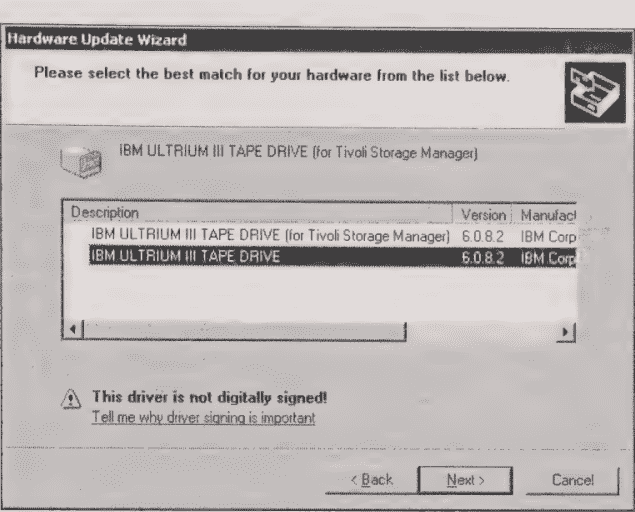 Hardware Update Wizard
Please select the best match for your hardware from the list below.
IBM ULTRIUM III TAPE DRIVE (for Tivoli Storage Manager)
Description Version Manufact
IBM ULTRIUM III TAPE DRIVE (for Tivoli Storage Manager) 6.0.8.2 IBM Corp
IBM ULTRIUM III TAPE DRIVE 6.0.8.2 IBM Corp
This driver is not digitally signed!
Tell me why driver signing is important
< Back Next > Cancel